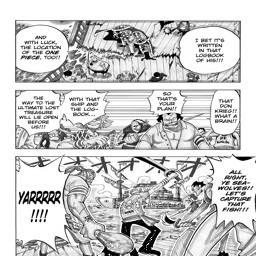 I BET IT'S
WRITTEN
IN THAT
LOGBOOK
OF HIS!!!
AND
WITH LUCK,
THE LOCATION
OF THE ONE
PIECE, TOO!!
THAT
DON
KRIEG!!
WHAT
A BRAIN!!
SO
THAT'S
YOUR
PLAN!!
WITH THAT
SHIP AND
THE LOG-
BOOK...
THE WAY
TO THE
ULTIMATE LOST
TREASURE
WILL LIE OPEN
BEFORE
US!!!
ALL
RIGHT,
YE SEA-
WOLVES!!
LET'S
CAPTURE
THAT
FISH!!!
YARRRRR
!!!!